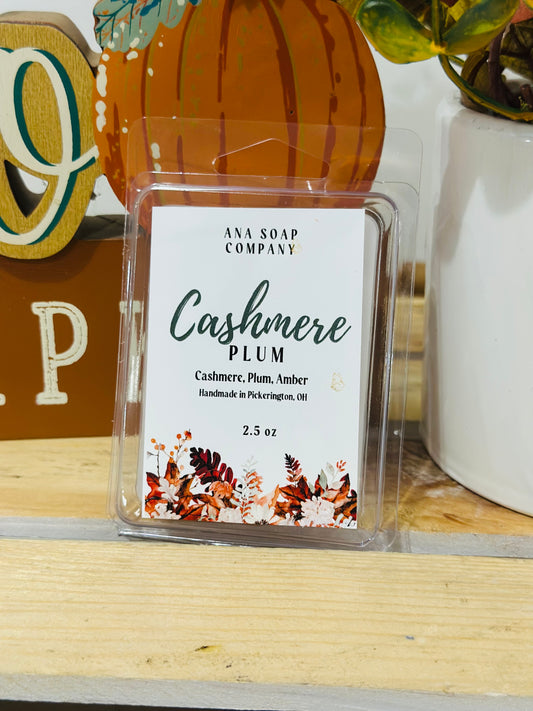 ANA SOAP
COMPANY
Cashmere
PLUM
Cashmere, Plum, Amber
Handmade in Pickerington, OH
2.5 oz